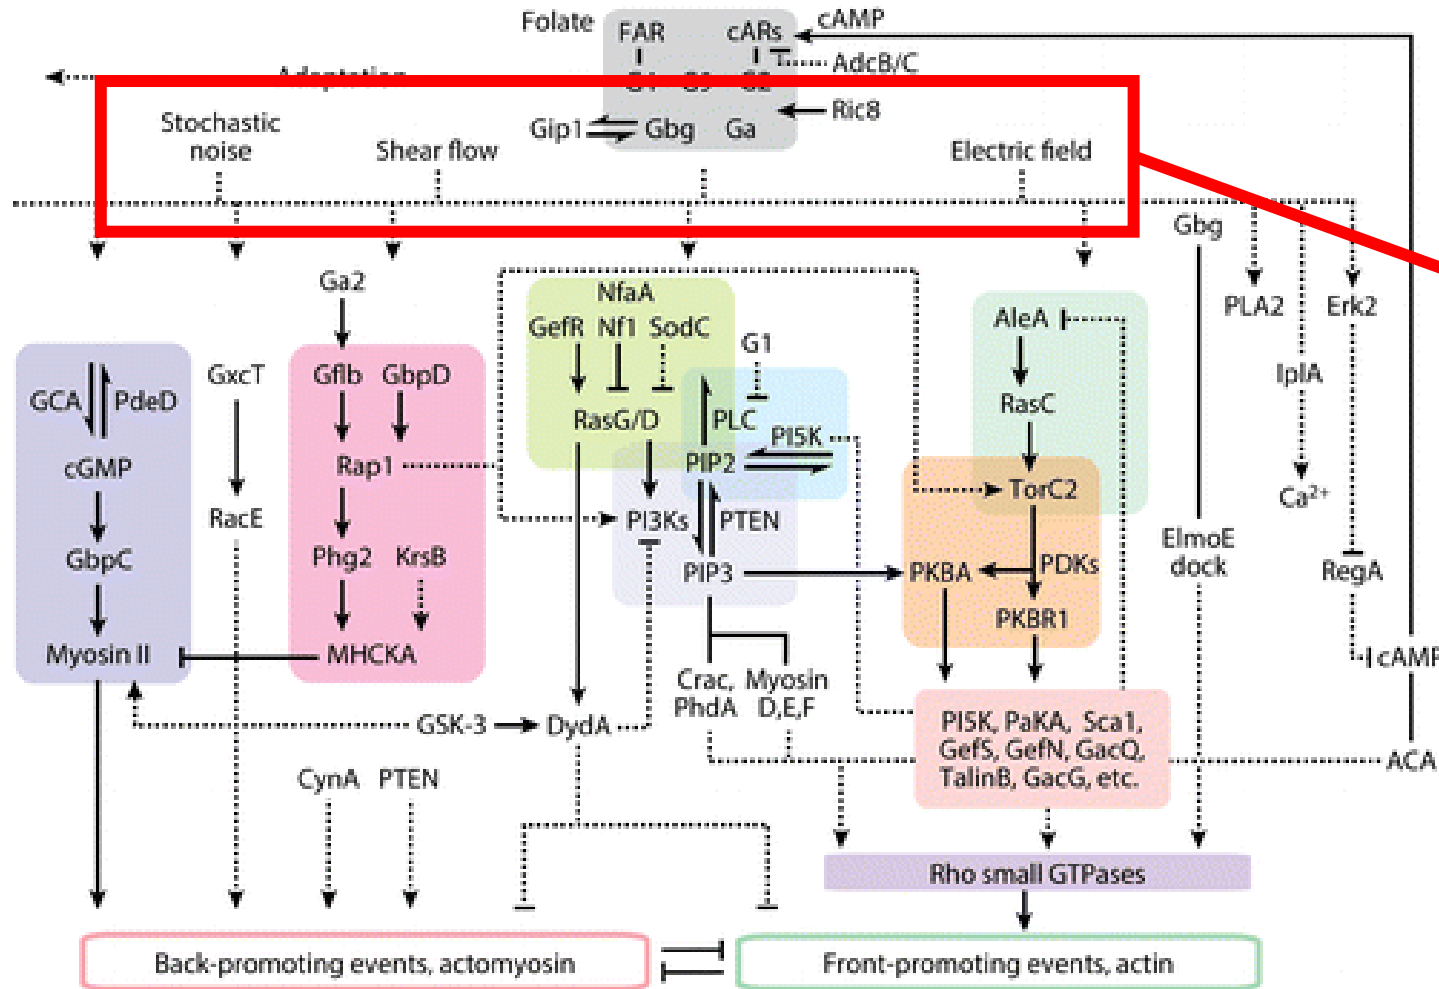 Folate
FAR
cARs
cAMP
AdcB/C
Adaptation
G2
Ric8
Gip1
Gbg
Ga
Stochastic
noise
Shear flow
Electric field
Gbg
Ga2
NfaA
GefR Nf1 SodC
G1
AleA
PLA2
Erk2
GCA
PdeD
GxcT
GflB GbpD
RasG/D
PLC
PI5K
RasC
IplA
cGMP
Rap1
PIP2
TorC2
Ca²⁺
RacE
PI3Ks
PTEN
ElmoE
dock
GbpC
Phg2 KrsB
PIP3
PKBA
PDKs
RegA
PKBR1
Myosin II
MHCKA
cAMP
Crac,
PhdA
Myosin
D,E,F
GSK-3
DydA
PI5K, PaKA, Sca1,
GefS, GefN, GacQ,
TalinB, GacG, etc.
ACA
CynA PTEN
Rho small GTPases
Back-promoting events, actomyosin
Front-promoting events, actin